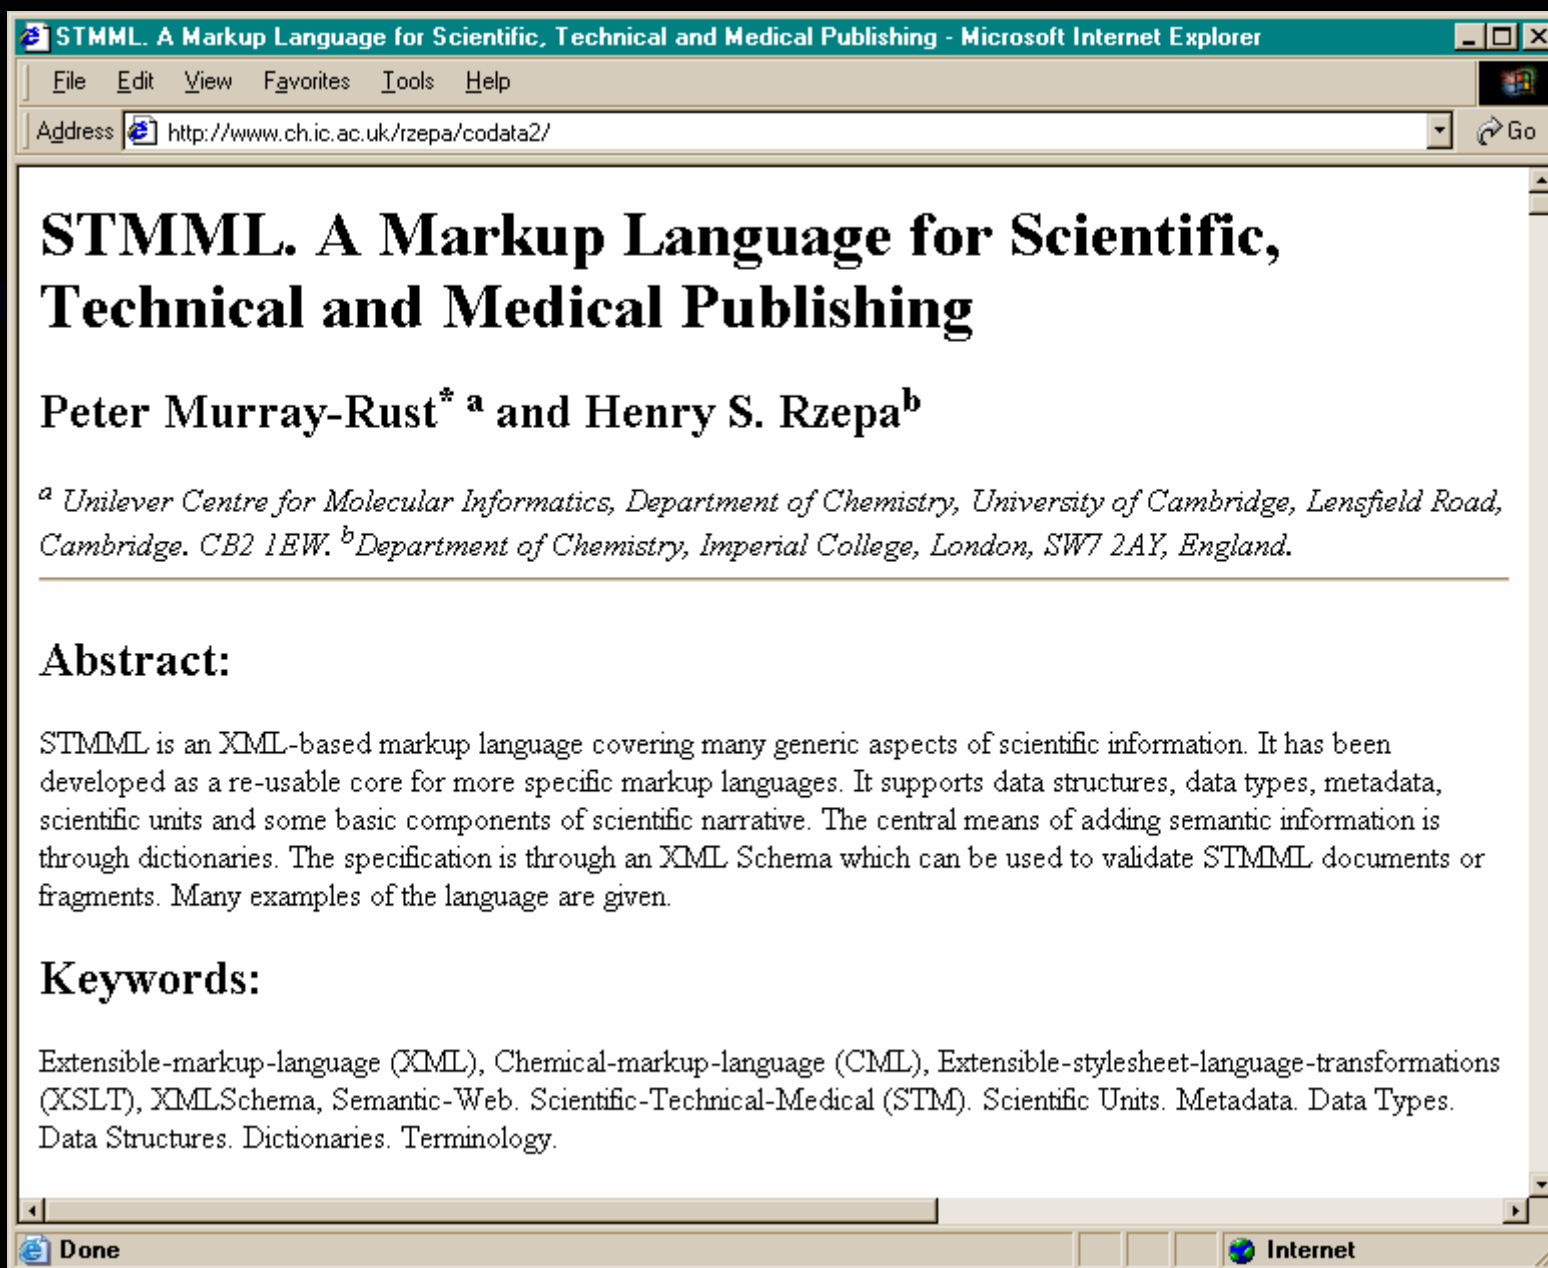 STMML. A Markup Language for Scientific, Technical and Medical Publishing - Microsoft Internet Explorer
File Edit View Favorites Tools Help
Address http://www.ch.ic.ac.uk/rzepa/codata2/ Go
STMML. A Markup Language for Scientific,
Technical and Medical Publishing
Peter Murray-Rust* a and Henry S. Rzepab
a Unilever Centre for Molecular Informatics, Department of Chemistry, University of Cambridge, Lensfield Road,
Cambridge. CB2 1EW. bDepartment of Chemistry, Imperial College, London, SW7 2AY, England.
Abstract:
STMML is an XML-based markup language covering many generic aspects of scientific information. It has been
developed as a re-usable core for more specific markup languages. It supports data structures, data types, metadata,
scientific units and some basic components of scientific narrative. The central means of adding semantic information is
through dictionaries. The specification is through an XML Schema which can be used to validate STMML documents or
fragments. Many examples of the language are given.
Keywords:
Extensible-markup-language (XML), Chemical-markup-language (CML), Extensible-stylesheet-language-transformations
(XSLT), XMLSchema, Semantic-Web. Scientific-Technical-Medical (STM). Scientific Units. Metadata. Data Types.
Data Structures. Dictionaries. Terminology.
Done Internet